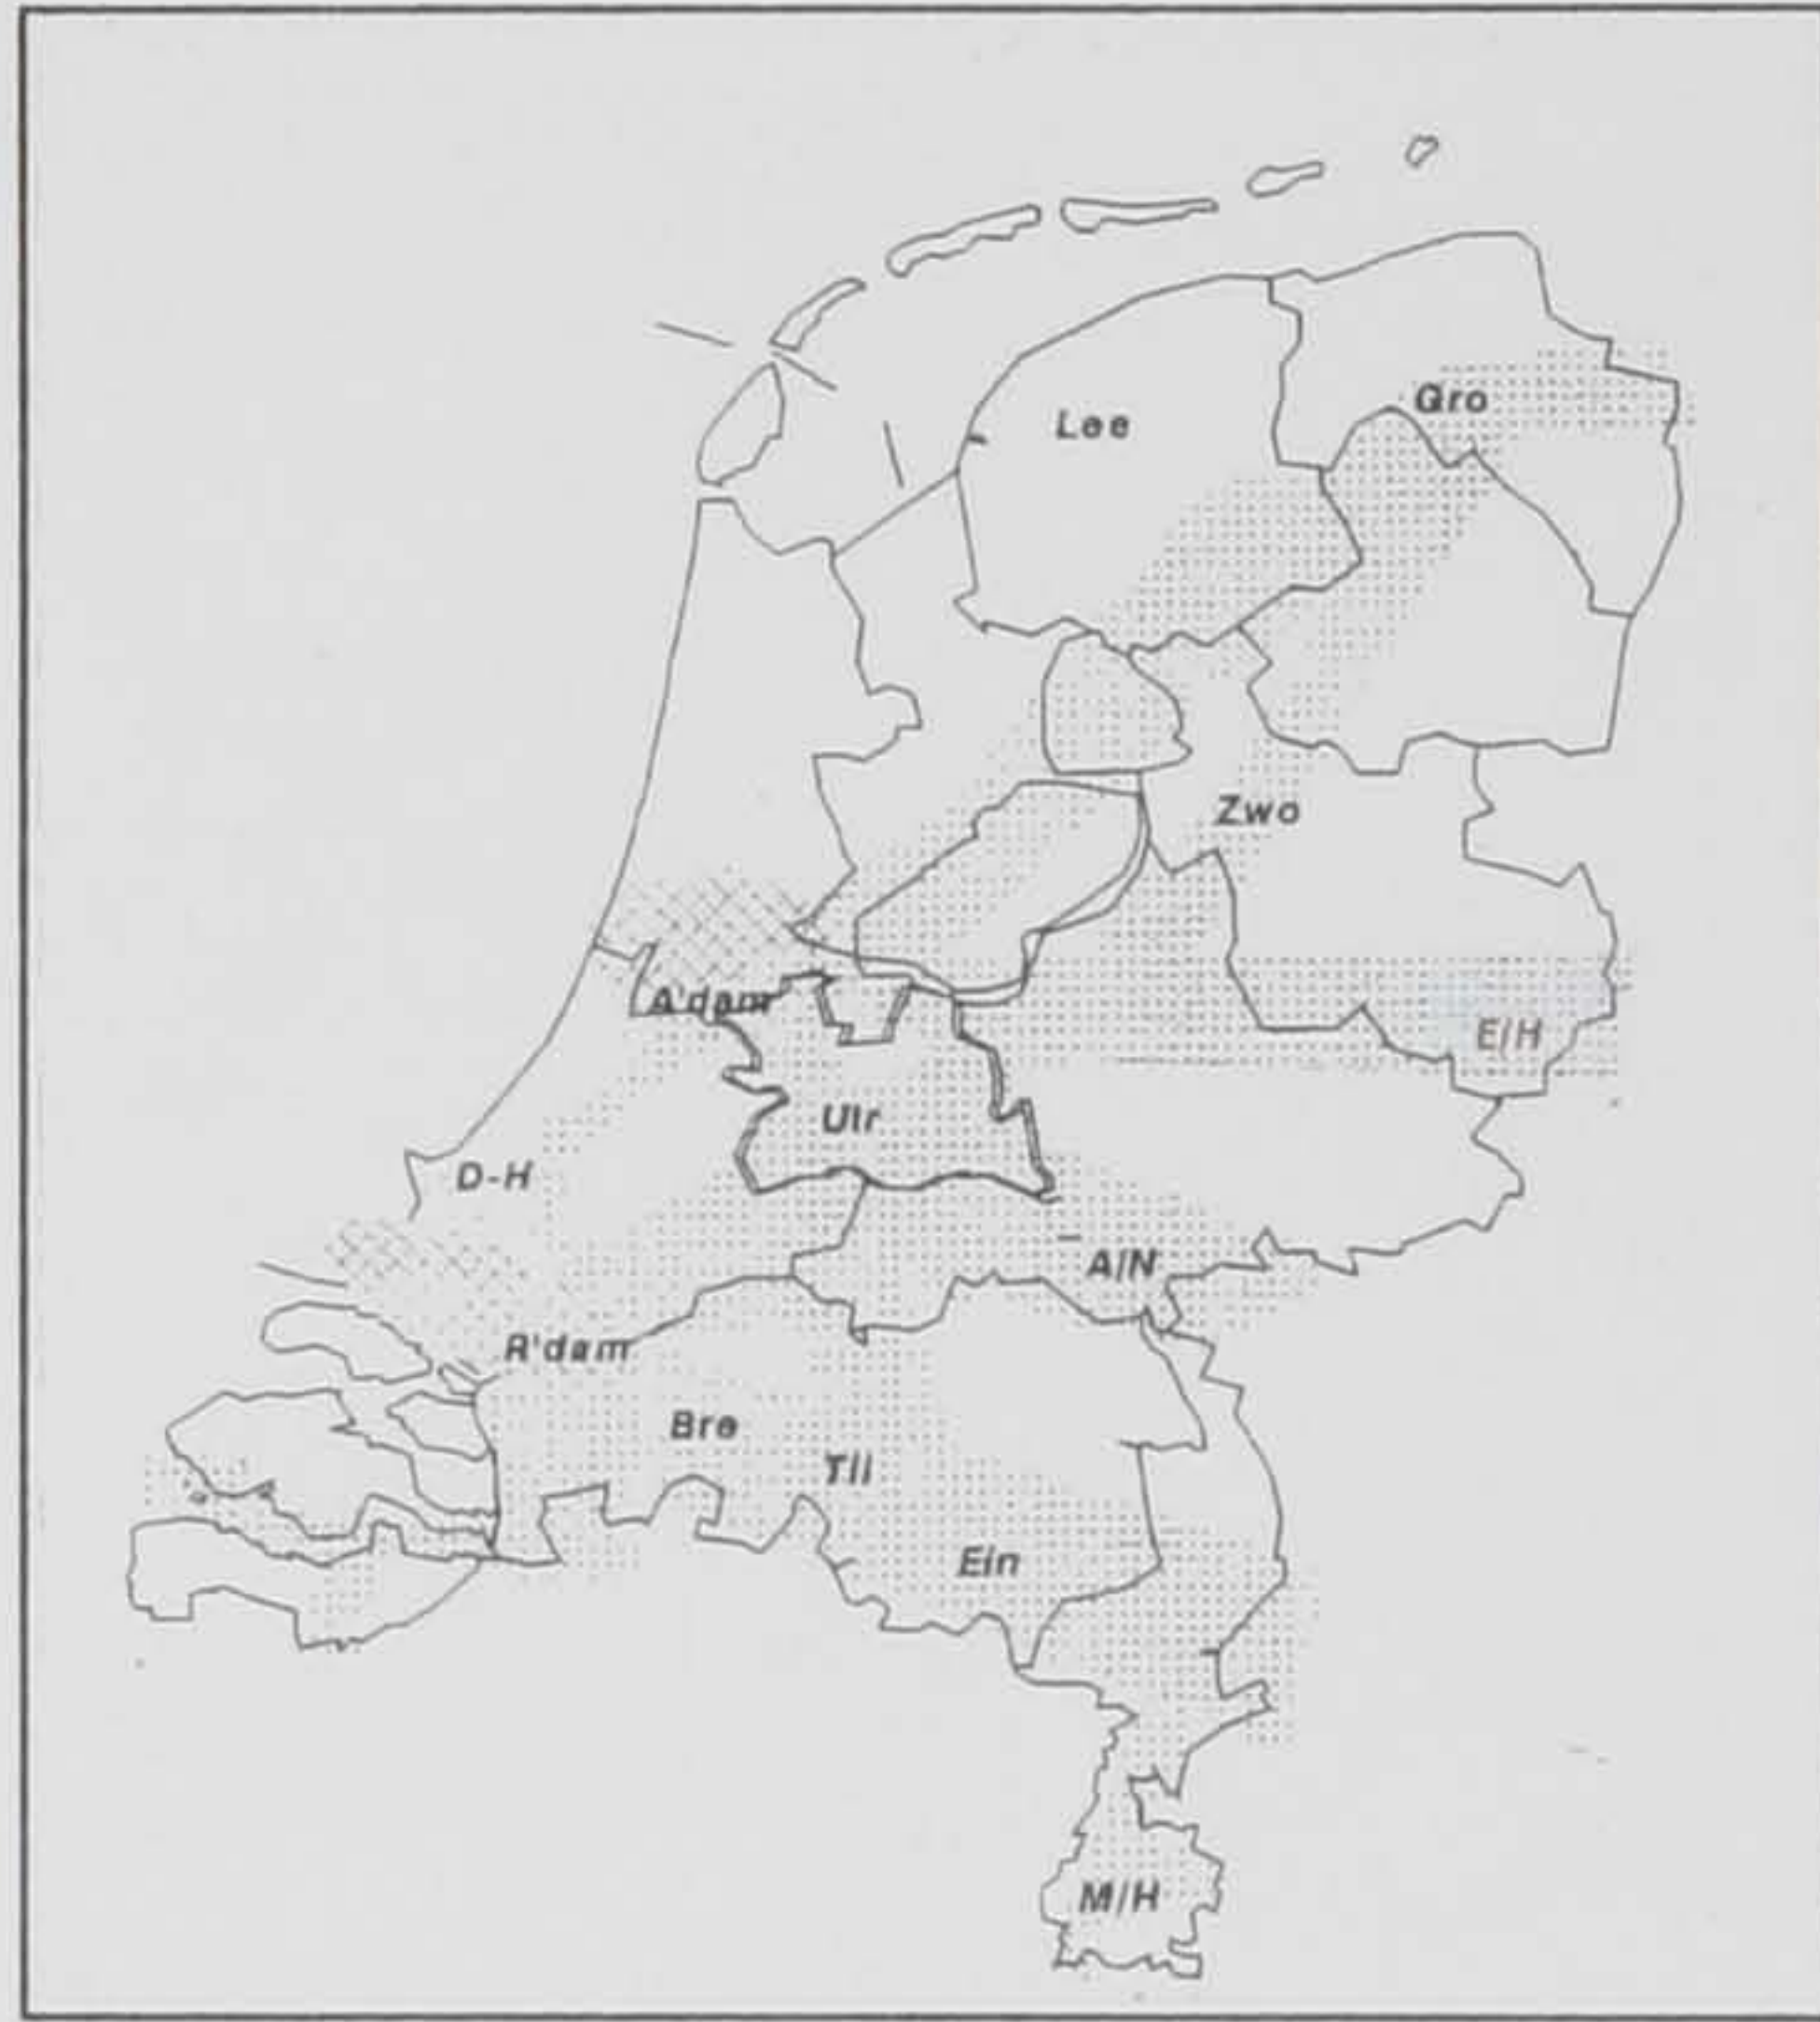 Gro
Lee
Zwo
A'dam
E/H
Utr
D-H
A/N
R'dam
Bre
Til
Ein
M/H